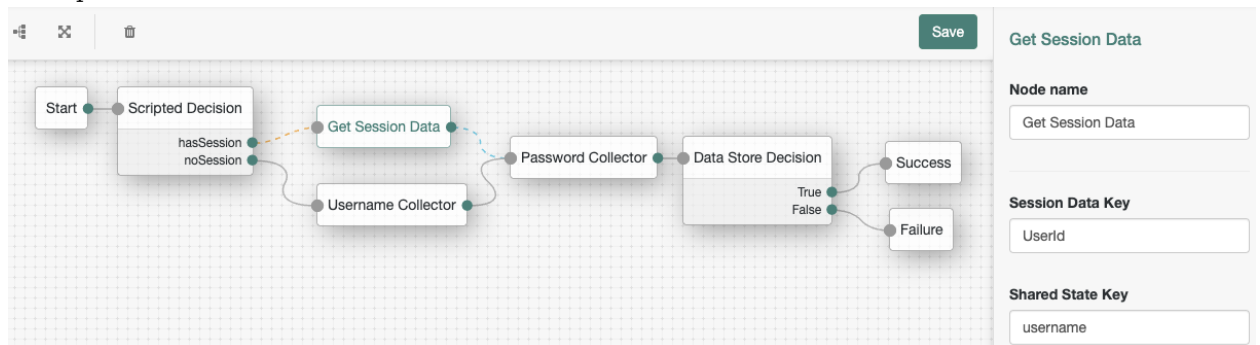 Save
Start
Scripted Decision
hasSession
noSession
Get Session Data
Username Collector
Password Collector
Data Store Decision
True
False
Success
Failure
Get Session Data
Node name
Get Session Data
Session Data Key
UserId
Shared State Key
username